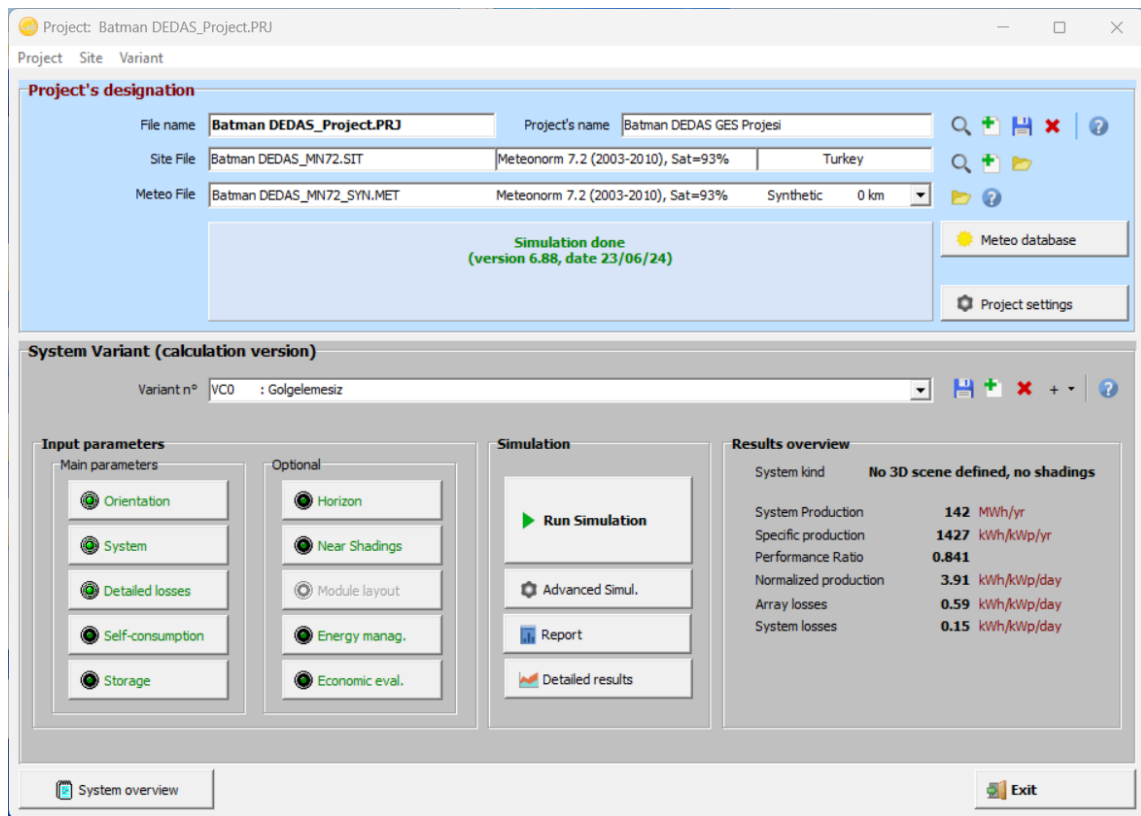 Project: Batman DEDAS_Project.PRJ
Project Site Variant
Project's designation
File name Batman DEDAS_Project.PRJ Project's name Batman DEDAS GES Projesi
Site File Batman DEDAS_MN72.SIT Meteonorm 7.2 (2003-2010), Sat=93% Turkey
Meteo File Batman DEDAS_MN72_SYN.MET Meteonorm 7.2 (2003-2010), Sat=93% Synthetic 0 km
Simulation done
(version 6.88, date 23/06/24)
Meteo database
Project settings
System Variant (calculation version)
Variant n° VC0 : Golgelemesiz
Input parameters
Main parameters
Orientation
System
Detailed losses
Self-consumption
Storage
Optional
Horizon
Near Shadings
Module layout
Energy manag.
Economic eval.
Simulation
Run Simulation
Advanced Simul.
Report
Detailed results
Results overview
System kind No 3D scene defined, no shadings
System Production 142 MWh/yr
Specific production 1427 kWh/kWp/yr
Performance Ratio 0.841
Normalized production 3.91 kWh/kWp/day
Array losses 0.59 kWh/kWp/day
System losses 0.15 kWh/kWp/day
System overview
Exit